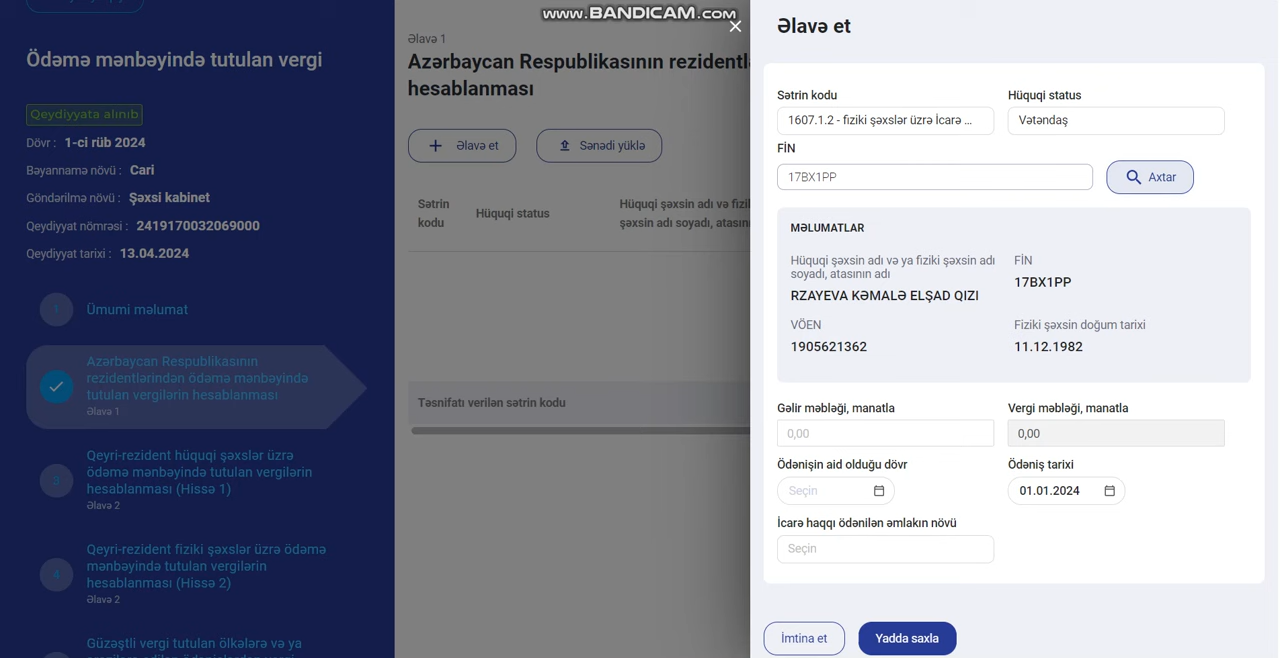 www.BANDICAM.com
Ödəmə mənbəyində tutulan vergi
Qeydiyyata alınıb
Dövr : 1-ci rüb 2024
Bəyannamə növü : Cari
Göndərilmə növü : Şəxsi kabinet
Qeydiyyat nömrəsi : 2419170032069000
Qeydiyyat tarixi : 13.04.2024
1
Ümumi məlumat
Azərbaycan Respublikasının
rezidentlərindən ödəmə mənbəyində
tutulan vergilərin hesablanması
Əlavə 1
3
Qeyri-rezident hüquqi şəxslər üzrə
ödəmə mənbəyində tutulan vergilərin
hesablanması (Hissə 1)
Əlavə 2
4
Qeyri-rezident fiziki şəxslər üzrə ödəmə
mənbəyində tutulan vergilərin
hesablanması (Hissə 2)
Əlavə 2
Güzəştli vergi tutulan ölkələrə və ya
Əlavə 1
Azərbaycan Respublikasının rezidentlə
hesablanması
Əlavə et
Sənədi yüklə
Sətrin
kodu
Hüquqi status
Hüquqi şəxsin adı və fizik
şəxsin adı soyadı, atasını
Təsnifatı verilən sətrin kodu
Əlavə et
Sətrin kodu
1607.1.2 - fiziki şəxslər üzrə İcarə ...
Hüquqi status
Vətəndaş
FİN
17BX1PP
Axtar
MƏLUMATLAR
Hüquqi şəxsin adı və ya fiziki şəxsin adı
soyadı, atasının adı
RZAYEVA KƏMALƏ ELŞAD QIZI
FİN
17BX1PP
VÖEN
1905621362
Fiziki şəxsin doğum tarixi
11.12.1982
Gəlir məbləği, manatla
0,00
Vergi məbləği, manatla
0,00
Ödənişin aid olduğu dövr
Seçin
Ödəniş tarixi
01.01.2024
İcarə haqqı ödənilən əmlakın növü
Seçin
İmtina et
Yadda saxla